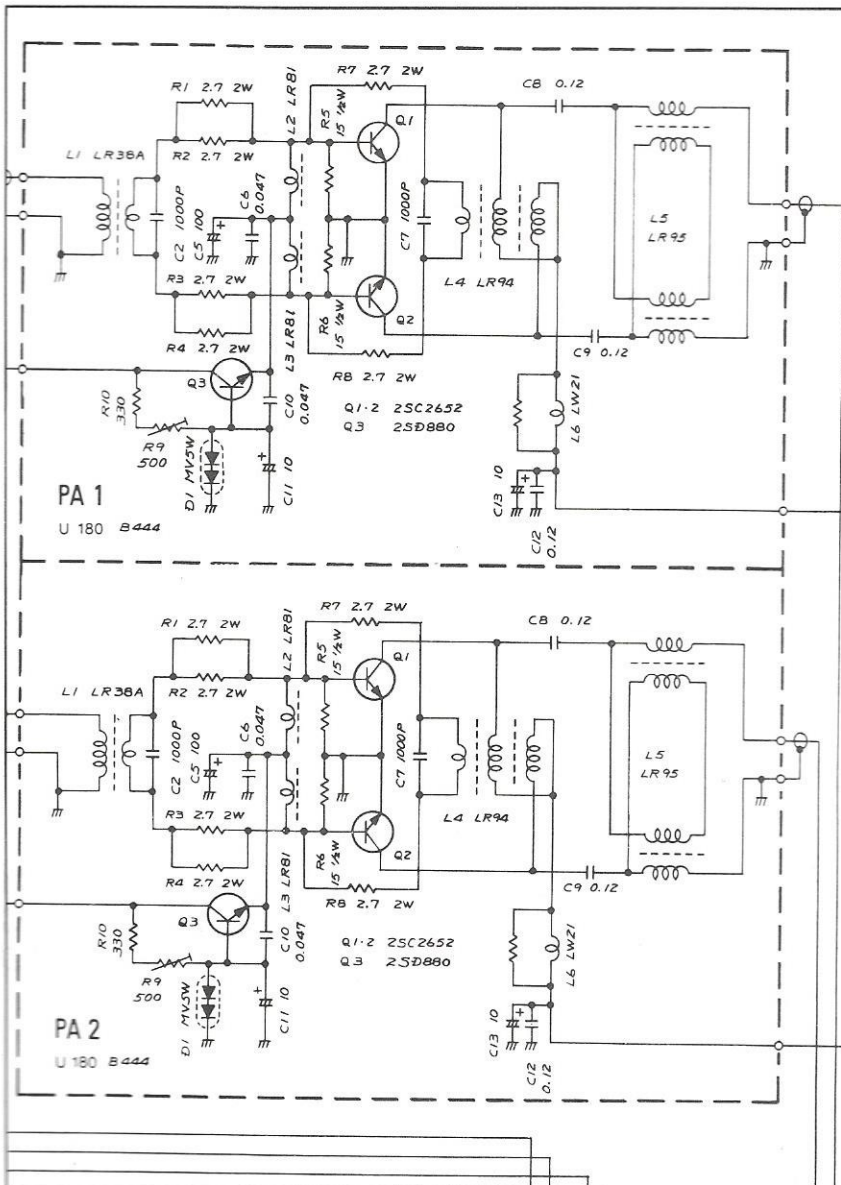 R7 2.7 2W
C8 0.12
R1 2.7 2W
L2 LR81
R5
15 ½W
Q1
R2 2.7 2W
L1 LR38A
C2 1000P
C5 100
+
C6
0.047
C7 1000P
L5
LR95
L4 LR94
R3 2.7 2W
R4 2.7 2W
L3 LR81
R6
15 ½W
Q2
C9 0.12
R8 2.7 2W
Q3
R10
330
R9
500
C10
0.047
Q1·2 2SC2652
Q3 2SD880
L6 LW21
D1 MV5W
+
C11 10
C13 10
+
C12
0.12
PA 1
U 180 B444
R7 2.7 2W
C8 0.12
R1 2.7 2W
L2 LR81
R5
15 ½W
Q1
R2 2.7 2W
L1 LR38A
C2 1000P
C5 100
+
C6
0.047
C7 1000P
L5
LR95
L4 LR94
R3 2.7 2W
R4 2.7 2W
L3 LR81
R6
15 ½W
Q2
C9 0.12
R8 2.7 2W
Q3
R10
330
R9
500
C10
0.047
Q1·2 2SC2652
Q3 2SD880
L6 LW21
D1 MV5W
+
C11 10
C13 10
+
C12
0.12
PA 2
U 180 B444